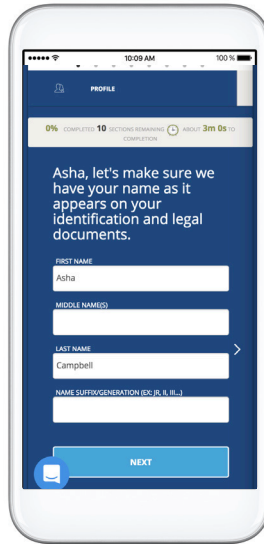 10:09 AM
100 %
PROFILE
0% COMPLETED 10 SECTIONS REMAINING ABOUT 3m 0s TO
COMPLETION
Asha, let's make sure we
have your name as it
appears on your
identification and legal
documents.
FIRST NAME
Asha
MIDDLE NAME(S)
LAST NAME
Campbell
NAME SUFFIX/GENERATION (EX: JR, II, III...)
NEXT